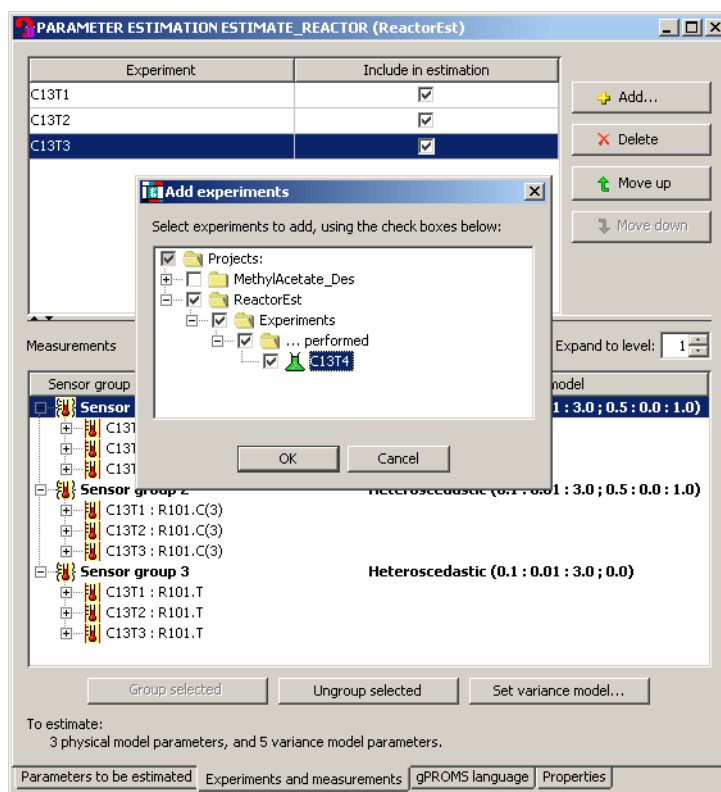 PARAMETER ESTIMATION ESTIMATE_REACTOR (ReactorEst)
Experiment Include in estimation
C13T1
C13T2
C13T3
Add...
Delete
Move up
Move down
Add experiments
Select experiments to add, using the check boxes below:
Projects:
MethylAcetate_Des
ReactorEst
Experiments
... performed
C13T4
OK Cancel
Measurements Expand to level: 1
Sensor group
Sensor 1 : 3.0 ; 0.5 : 0.0 : 1.0)
C13T
C13T
C13T
Sensor group 2 Heteroscedastic (0.1 : 0.01 : 3.0 ; 0.5 : 0.0 : 1.0)
C13T1 : R101.C(3)
C13T2 : R101.C(3)
C13T3 : R101.C(3)
Sensor group 3 Heteroscedastic (0.1 : 0.01 : 3.0 ; 0.0)
C13T1 : R101.T
C13T2 : R101.T
C13T3 : R101.T
Group selected Ungroup selected Set variance model...
To estimate:
3 physical model parameters, and 5 variance model parameters.
Parameters to be estimated Experiments and measurements gPROMS language Properties